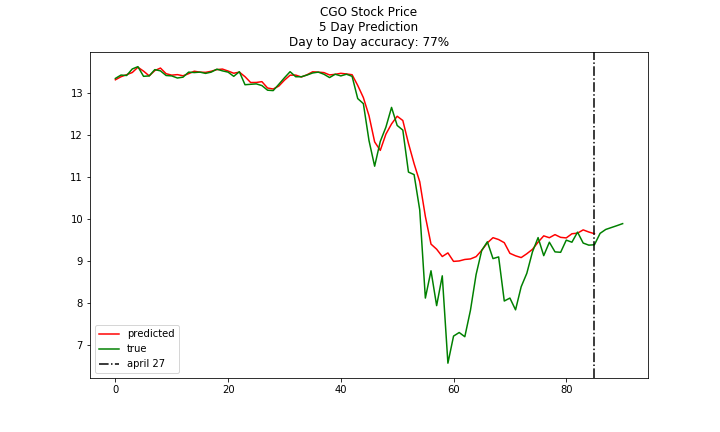 CGO Stock Price
5 Day Prediction
Day to Day accuracy: 77%
13
12
11
10
9
8
7
predicted
true
april 27
0
20
40
60
80